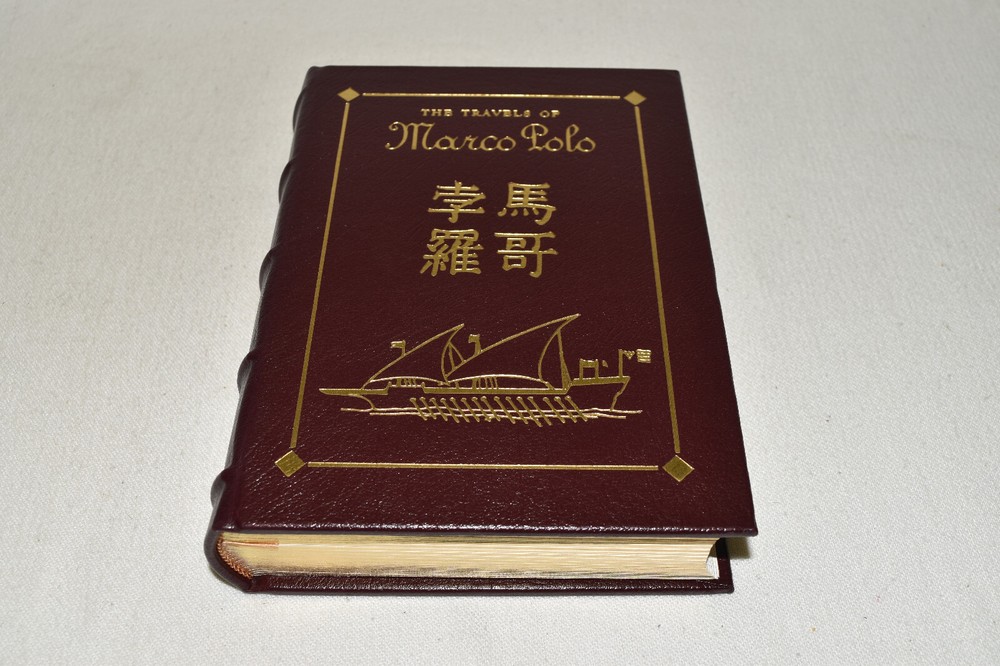 THE TRAVELS OF
Marco Polo
馬哥
孛羅